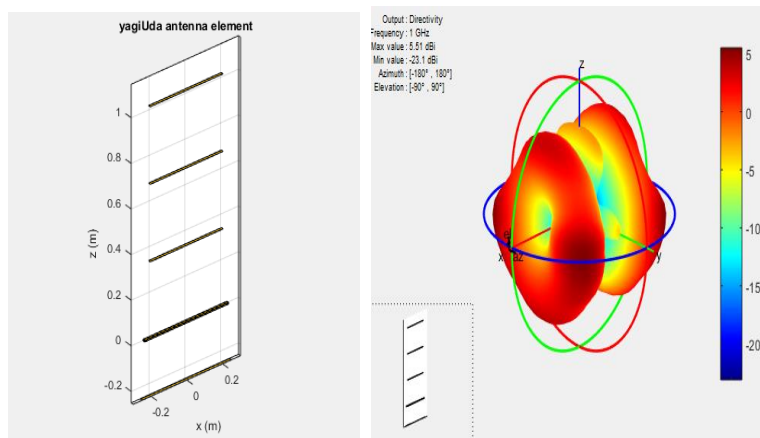 yagiUda antenna element
1
0.8
0.6
0.4
0.2
0
-0.2
z (m)
-0.2
0
0.2
x (m)
Output : Directivity
Frequency : 1 GHz
Max value : 5.51 dBi
Min value : -23.1 dBi
Azimuth : [-180° , 180°]
Elevation : [-90° , 90°]
z
x
az
y
5
0
-5
-10
-15
-20